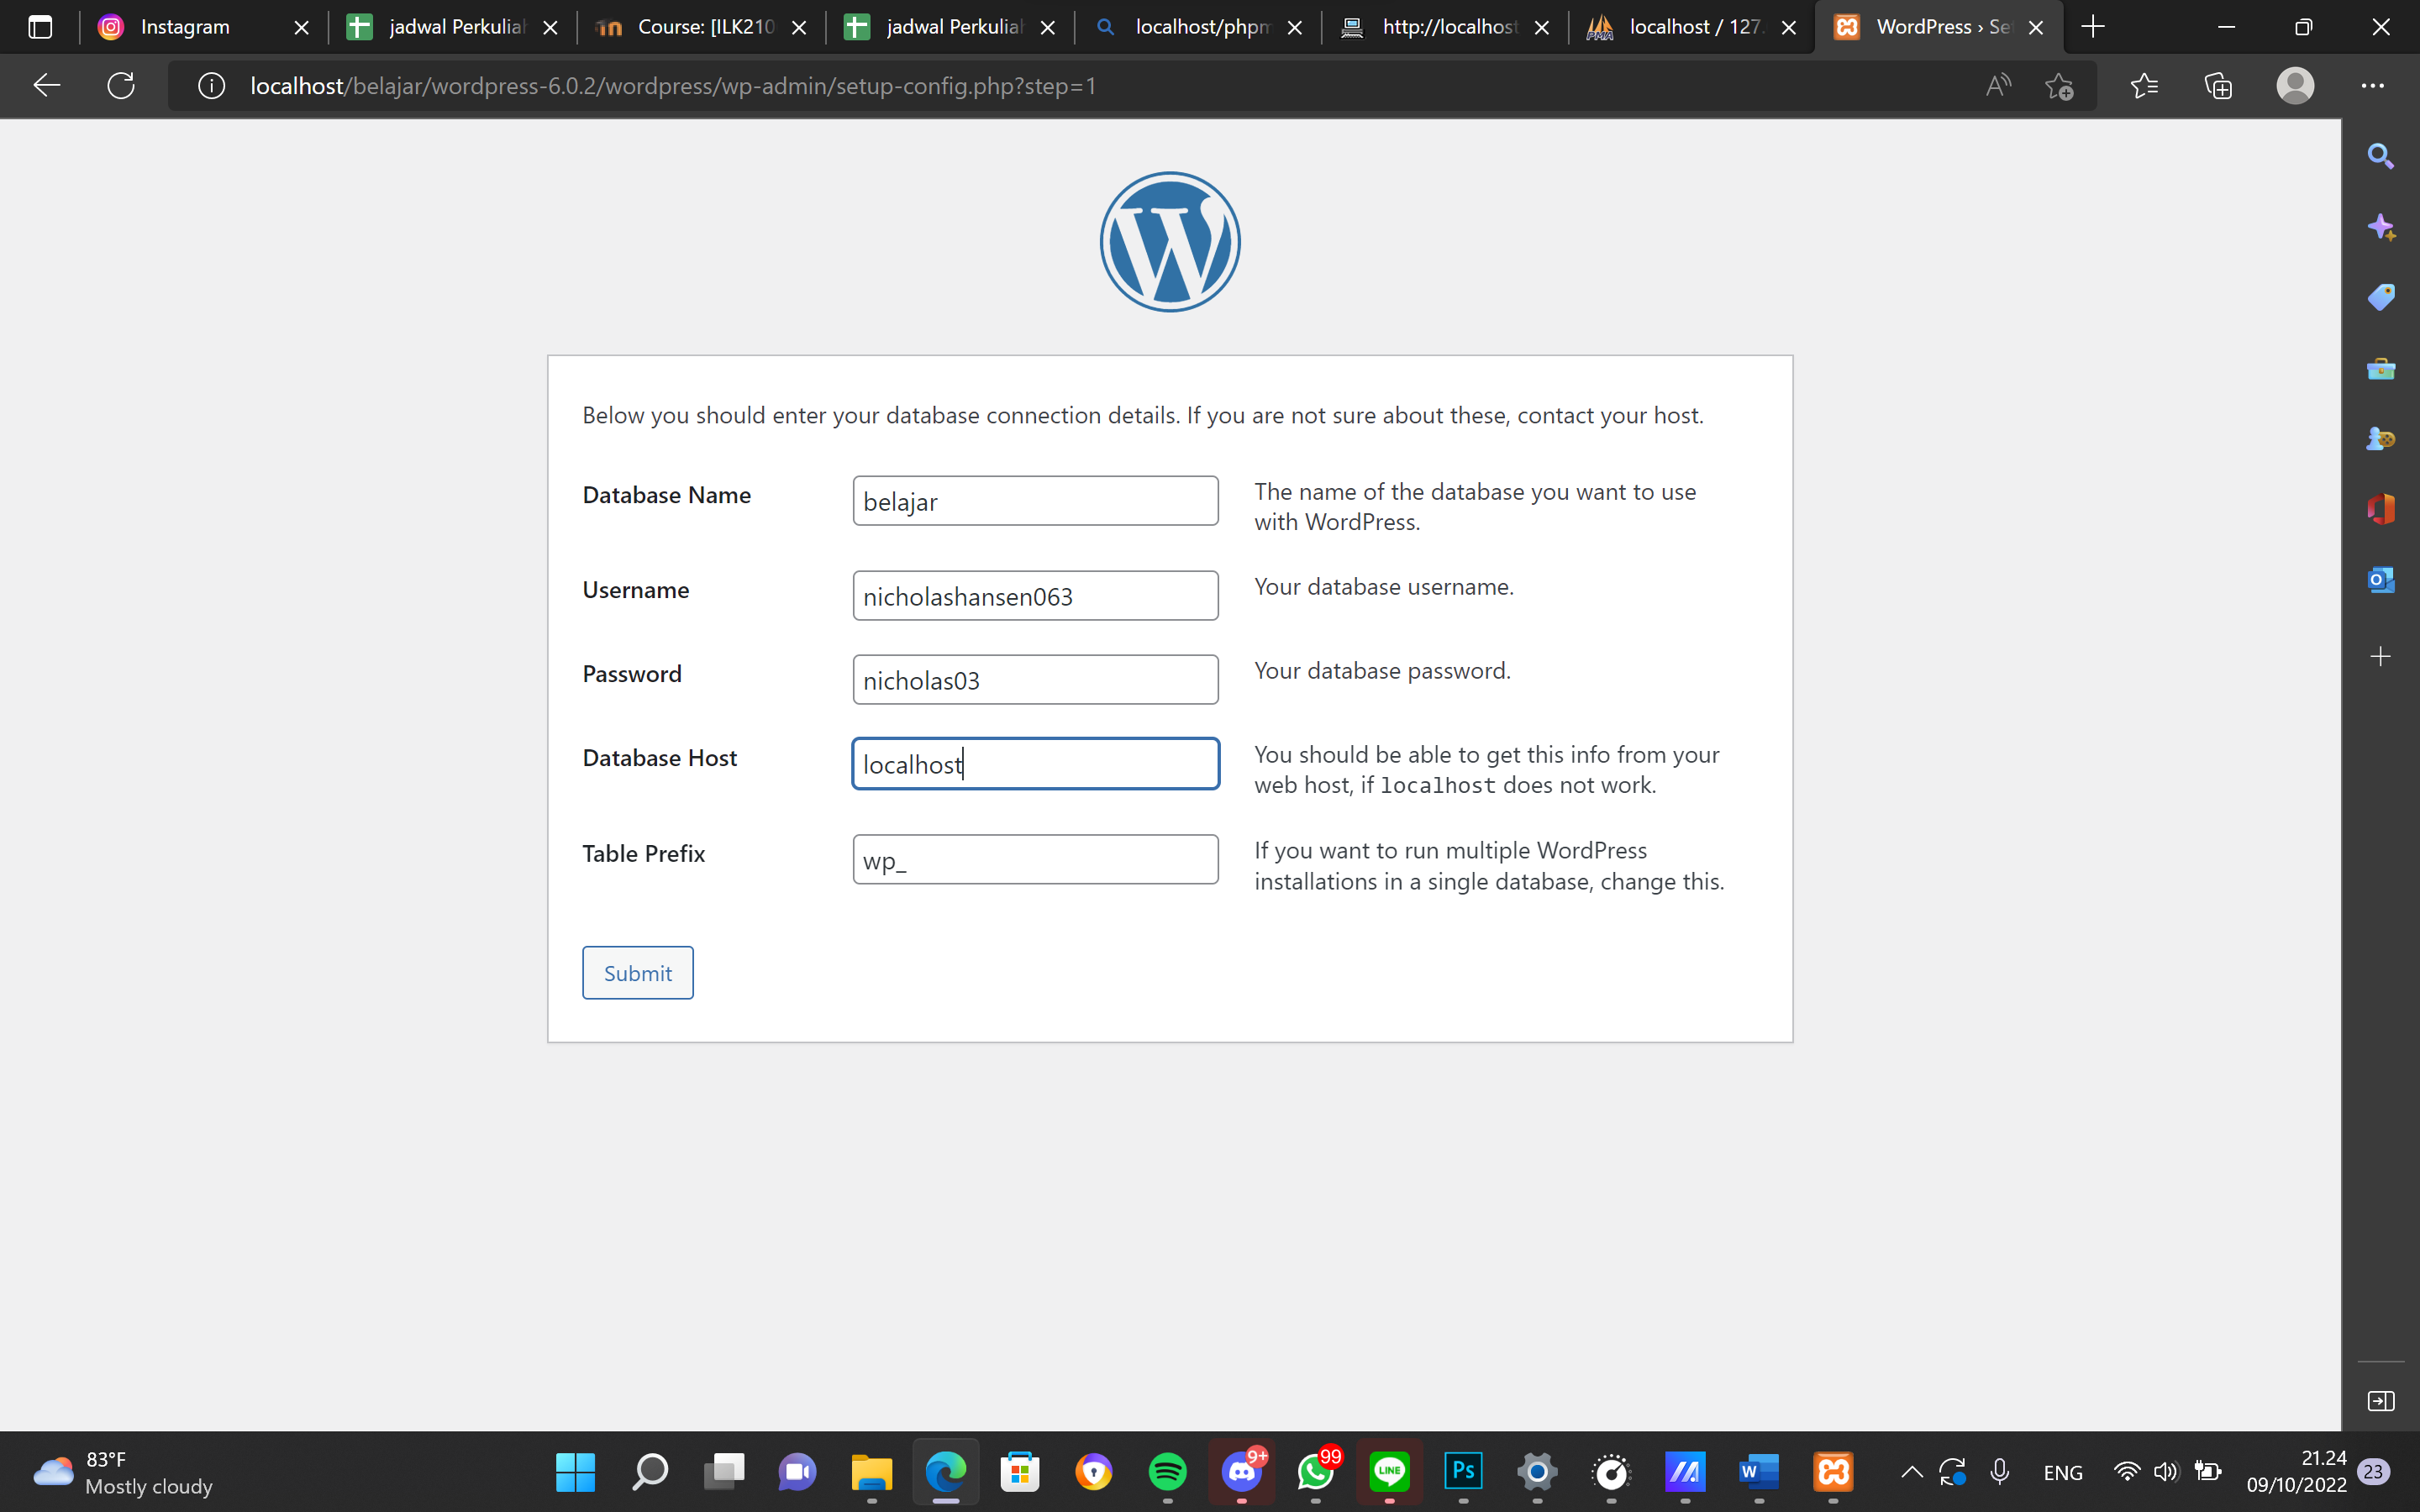 Instagram
jadwal Perkuliah
Course: [ILK210
jadwal Perkuliah
localhost/phpm
http://localhost
localhost / 127.
WordPress › Set
localhost/belajar/wordpress-6.0.2/wordpress/wp-admin/setup-config.php?step=1
Below you should enter your database connection details. If you are not sure about these, contact your host.
Database Name
belajar
The name of the database you want to use
with WordPress.
Username
nicholashansen063
Your database username.
Password
nicholas03
Your database password.
Database Host
localhost
You should be able to get this info from your
web host, if localhost does not work.
Table Prefix
wp_
If you want to run multiple WordPress
installations in a single database, change this.
Submit
83°F
Mostly cloudy
9+
99
LINE
Ps
W
ENG
21.24
09/10/2022
23